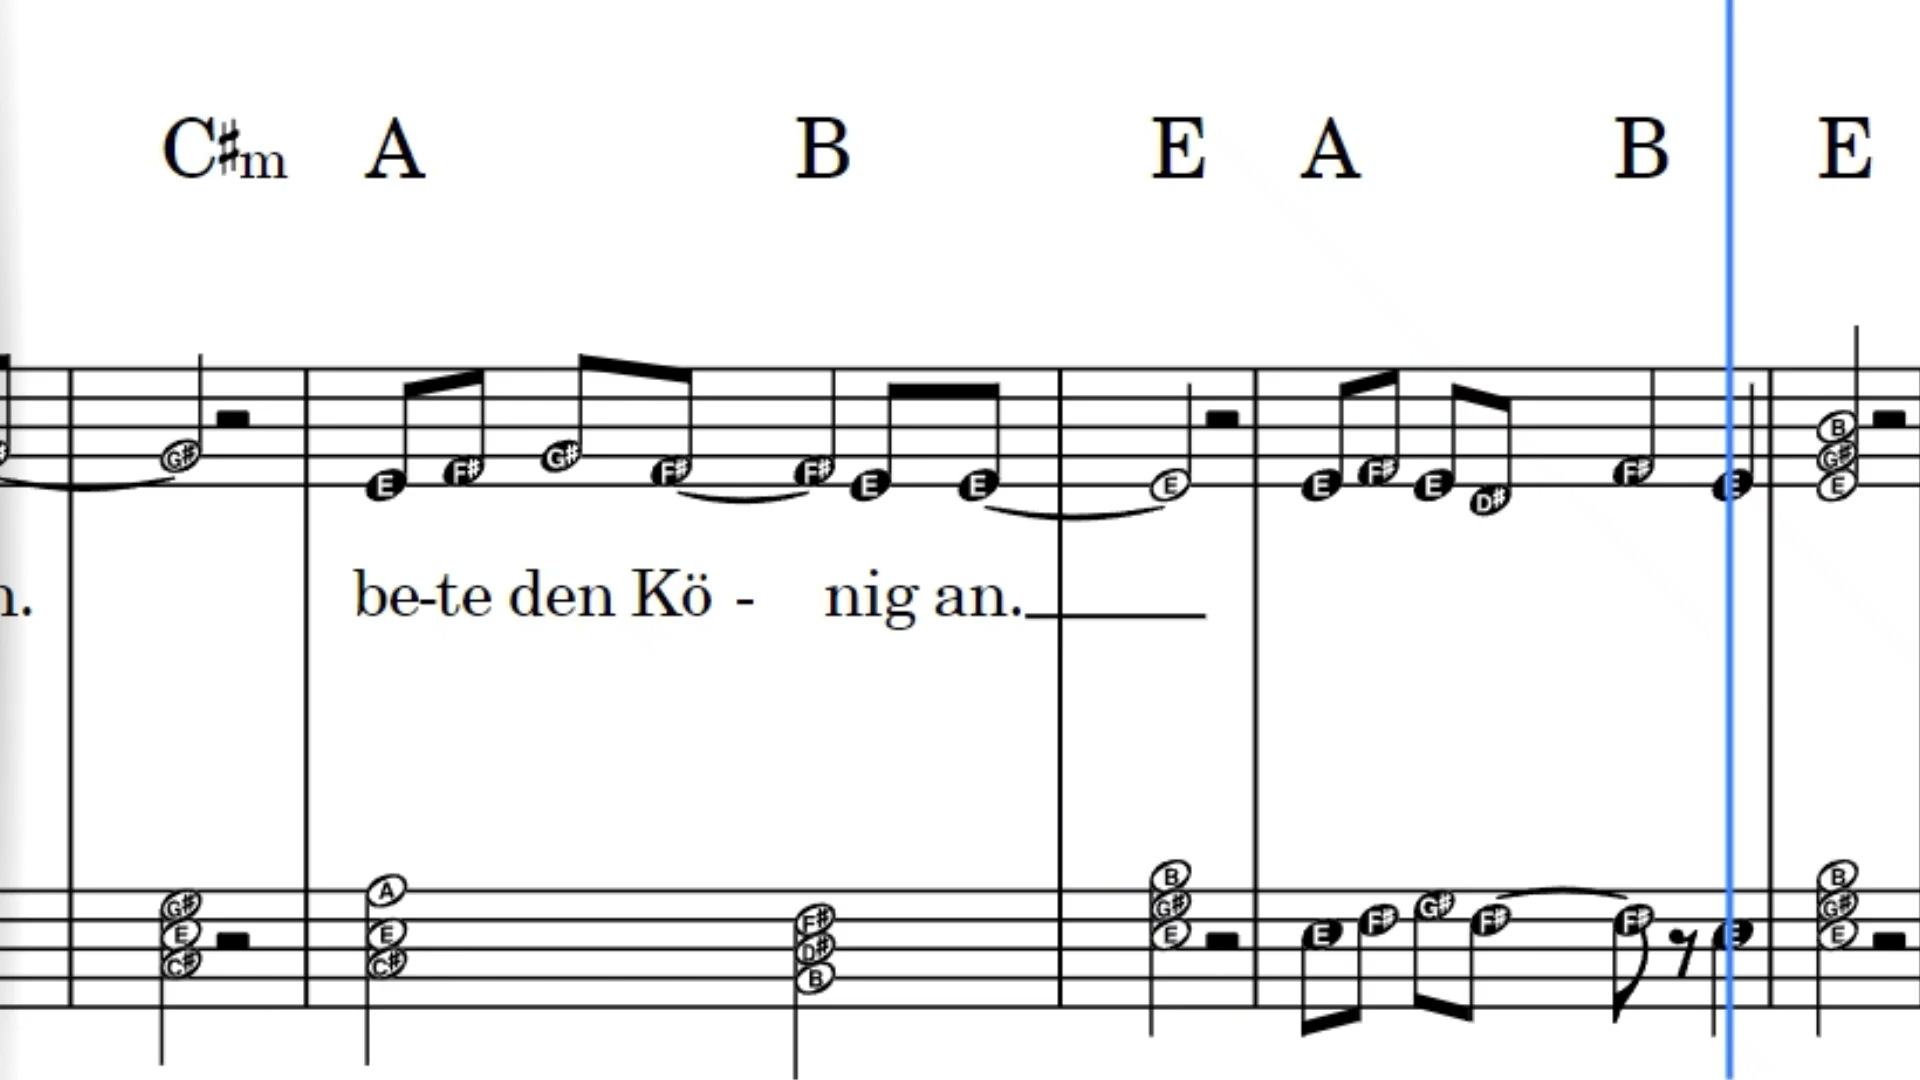 C♯m A B E A B E
G# E F# G# F# F# E E E E F# E D# F# E B G# E
n. be-te den Kö - nig an.
G# E C# A E C# F# D# B B G# E E F# G# F# F# E B G# E